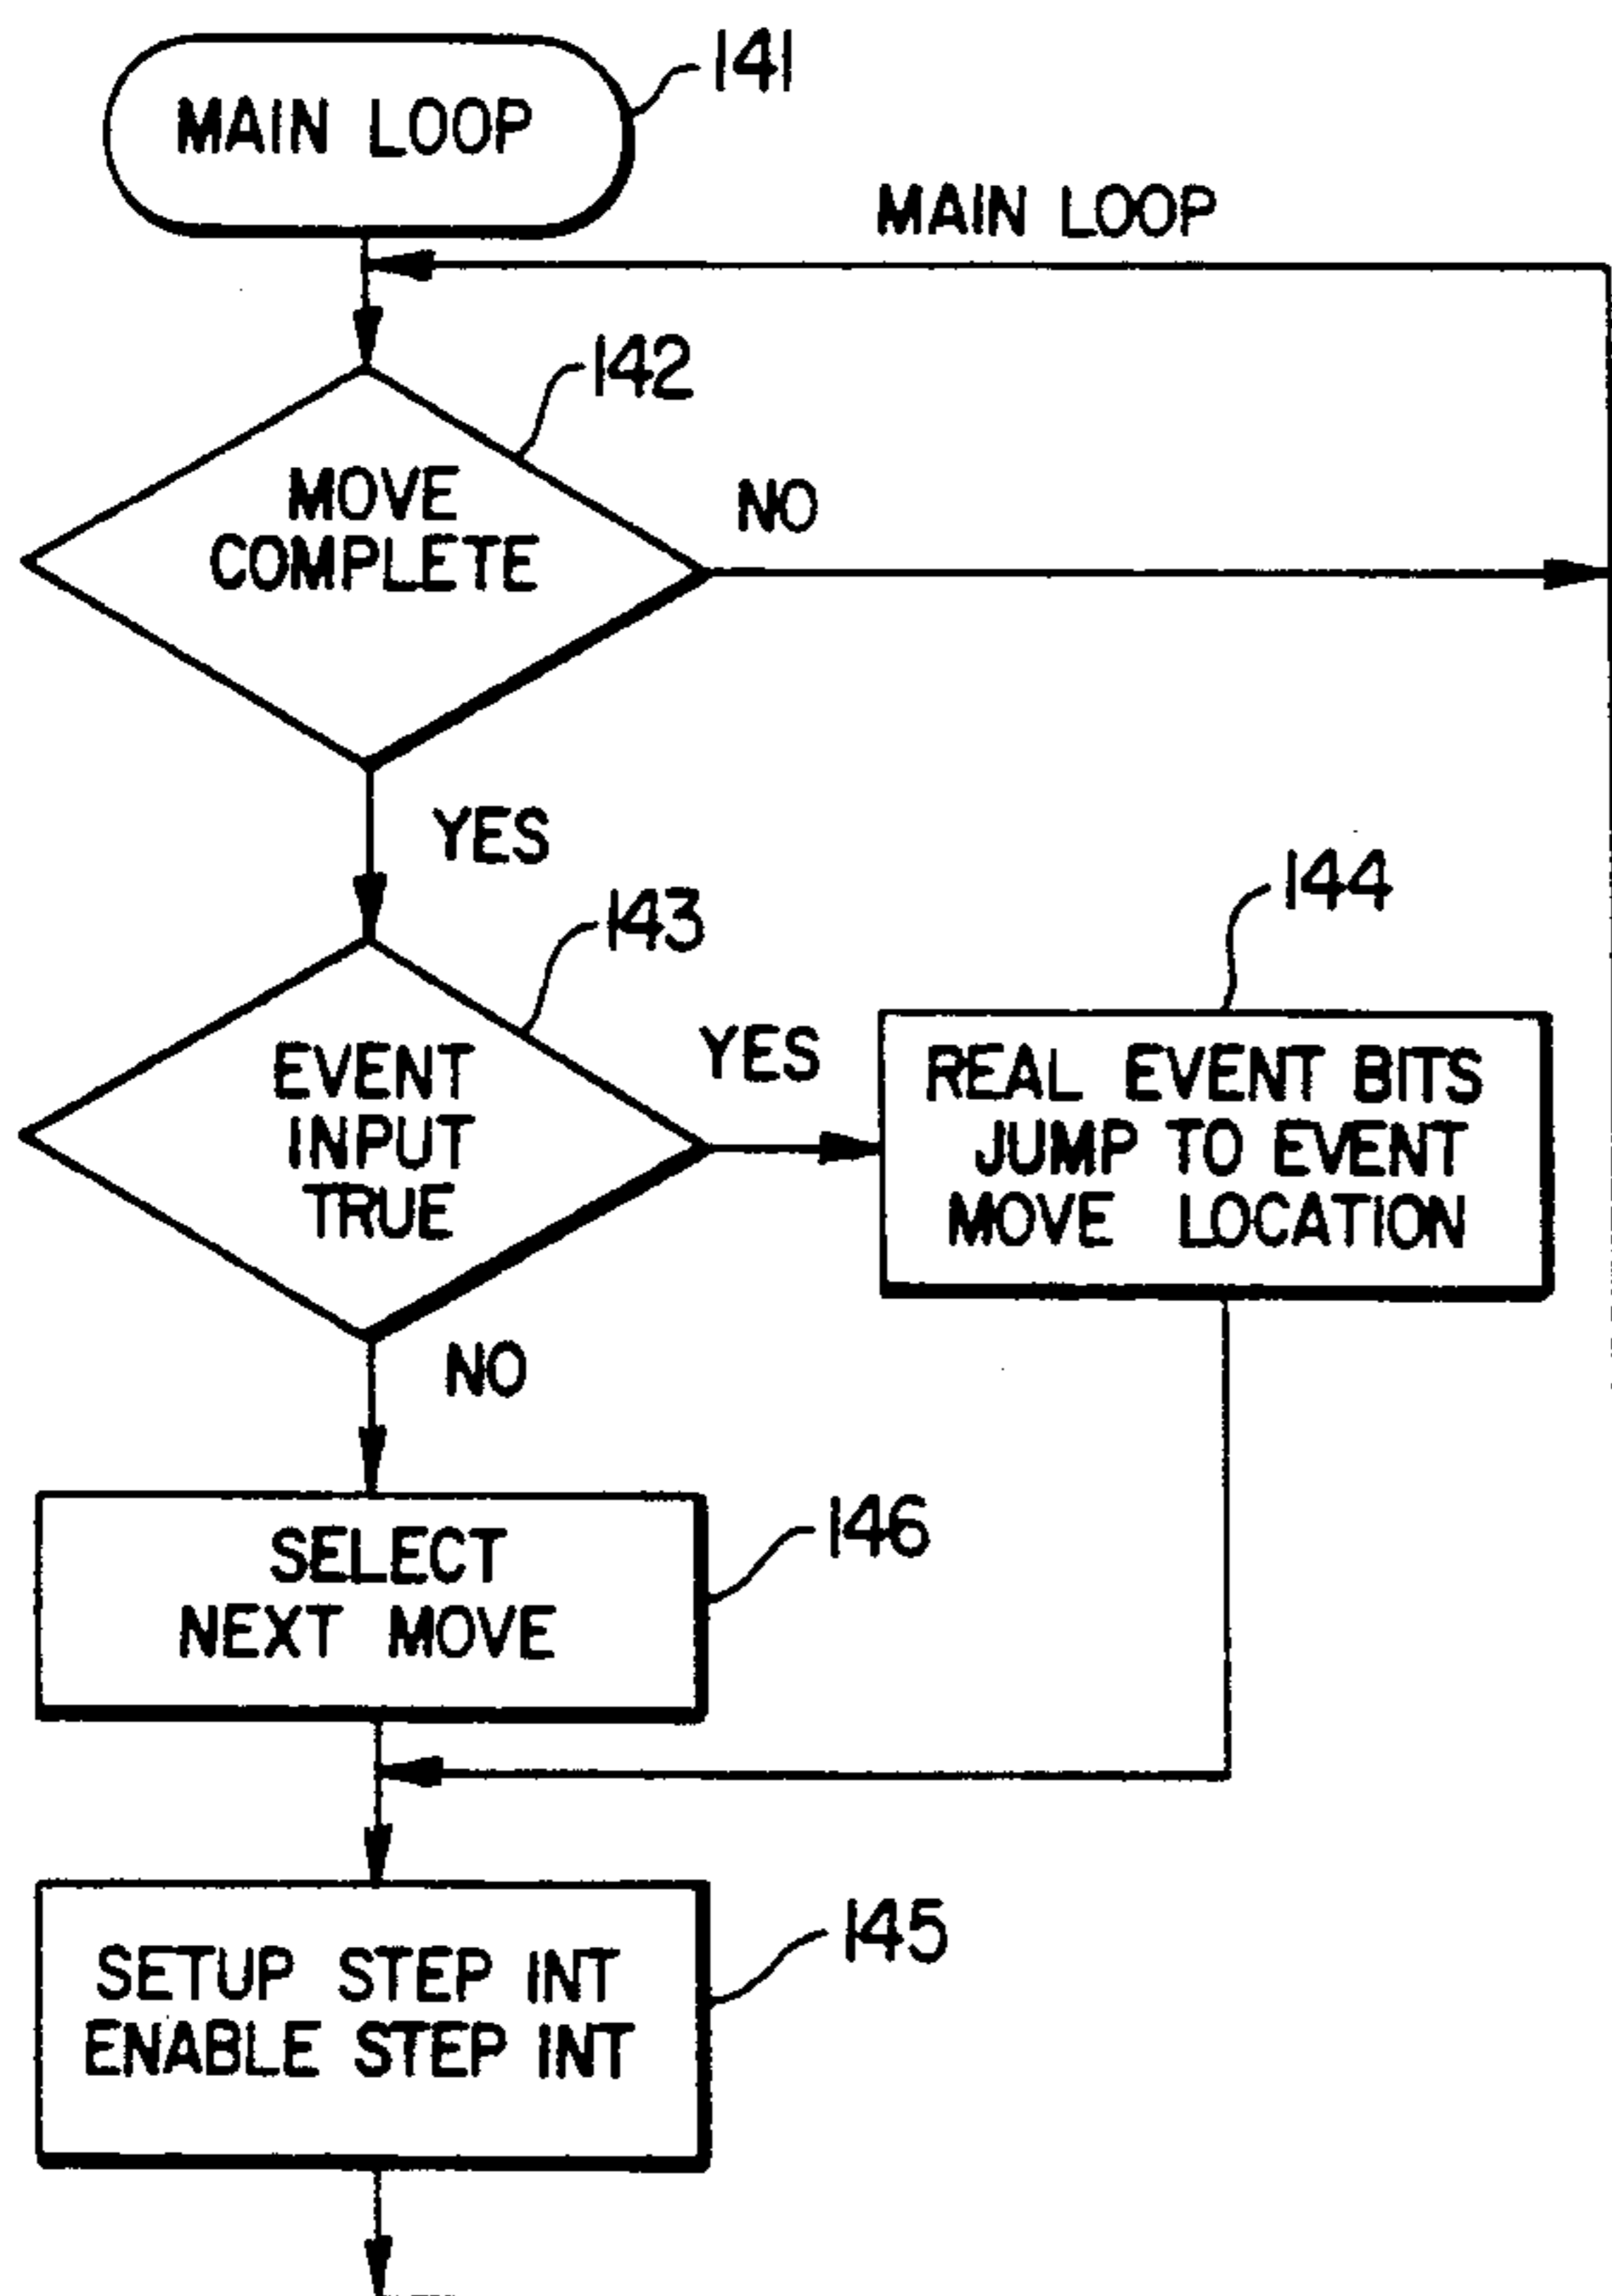 MAIN LOOP
141
MAIN LOOP
142
MOVE
COMPLETE
NO
YES
143
EVENT
INPUT
TRUE
YES
144
REAL EVENT BITS
JUMP TO EVENT
MOVE LOCATION
NO
146
SELECT
NEXT MOVE
145
SETUP STEP INT
ENABLE STEP INT